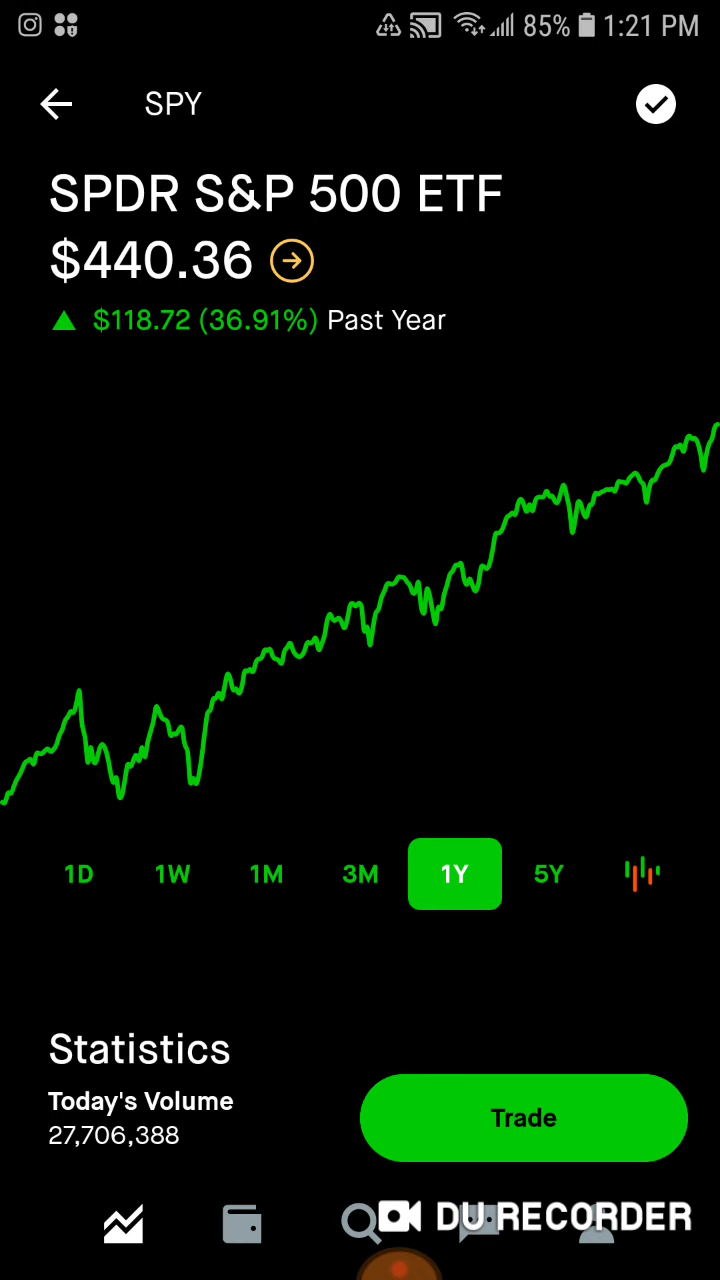 85% 1:21 PM
SPY
SPDR S&P 500 ETF
$440.36
$118.72 (36.91%) Past Year
1D 1W 1M 3M 1Y 5Y
Statistics
Today's Volume
27,706,388
Trade
DU RECORDER